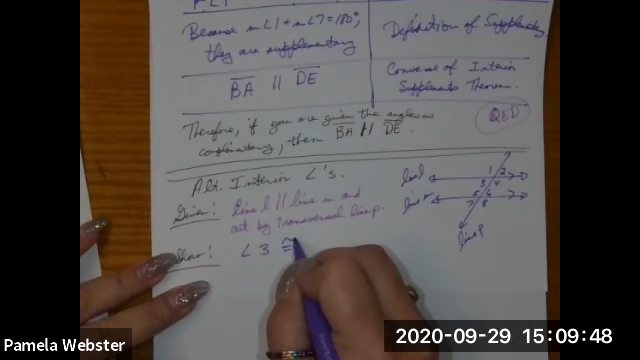 Because m∠1 + m∠7 = 180°,
they are supplementary
Definition of Supplementary
BA || DE
Converse of Interior
Supplements Theorem.
Therefore, if you are given the angles as
, then BA || DE.
QED
Alt. Interior ∠'s.
Given: Line l || line m and
cut by transversal line p.
Show: ∠3 ≅
line l
1 2
3 4
line
5 6
7 8
line p
Pamela Webster
2020-09-29 15:09:48